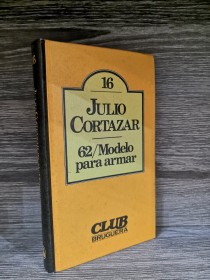 16
JULIO
CORTAZAR
62/Modelo
para armar
CLUB
BRUGUERA